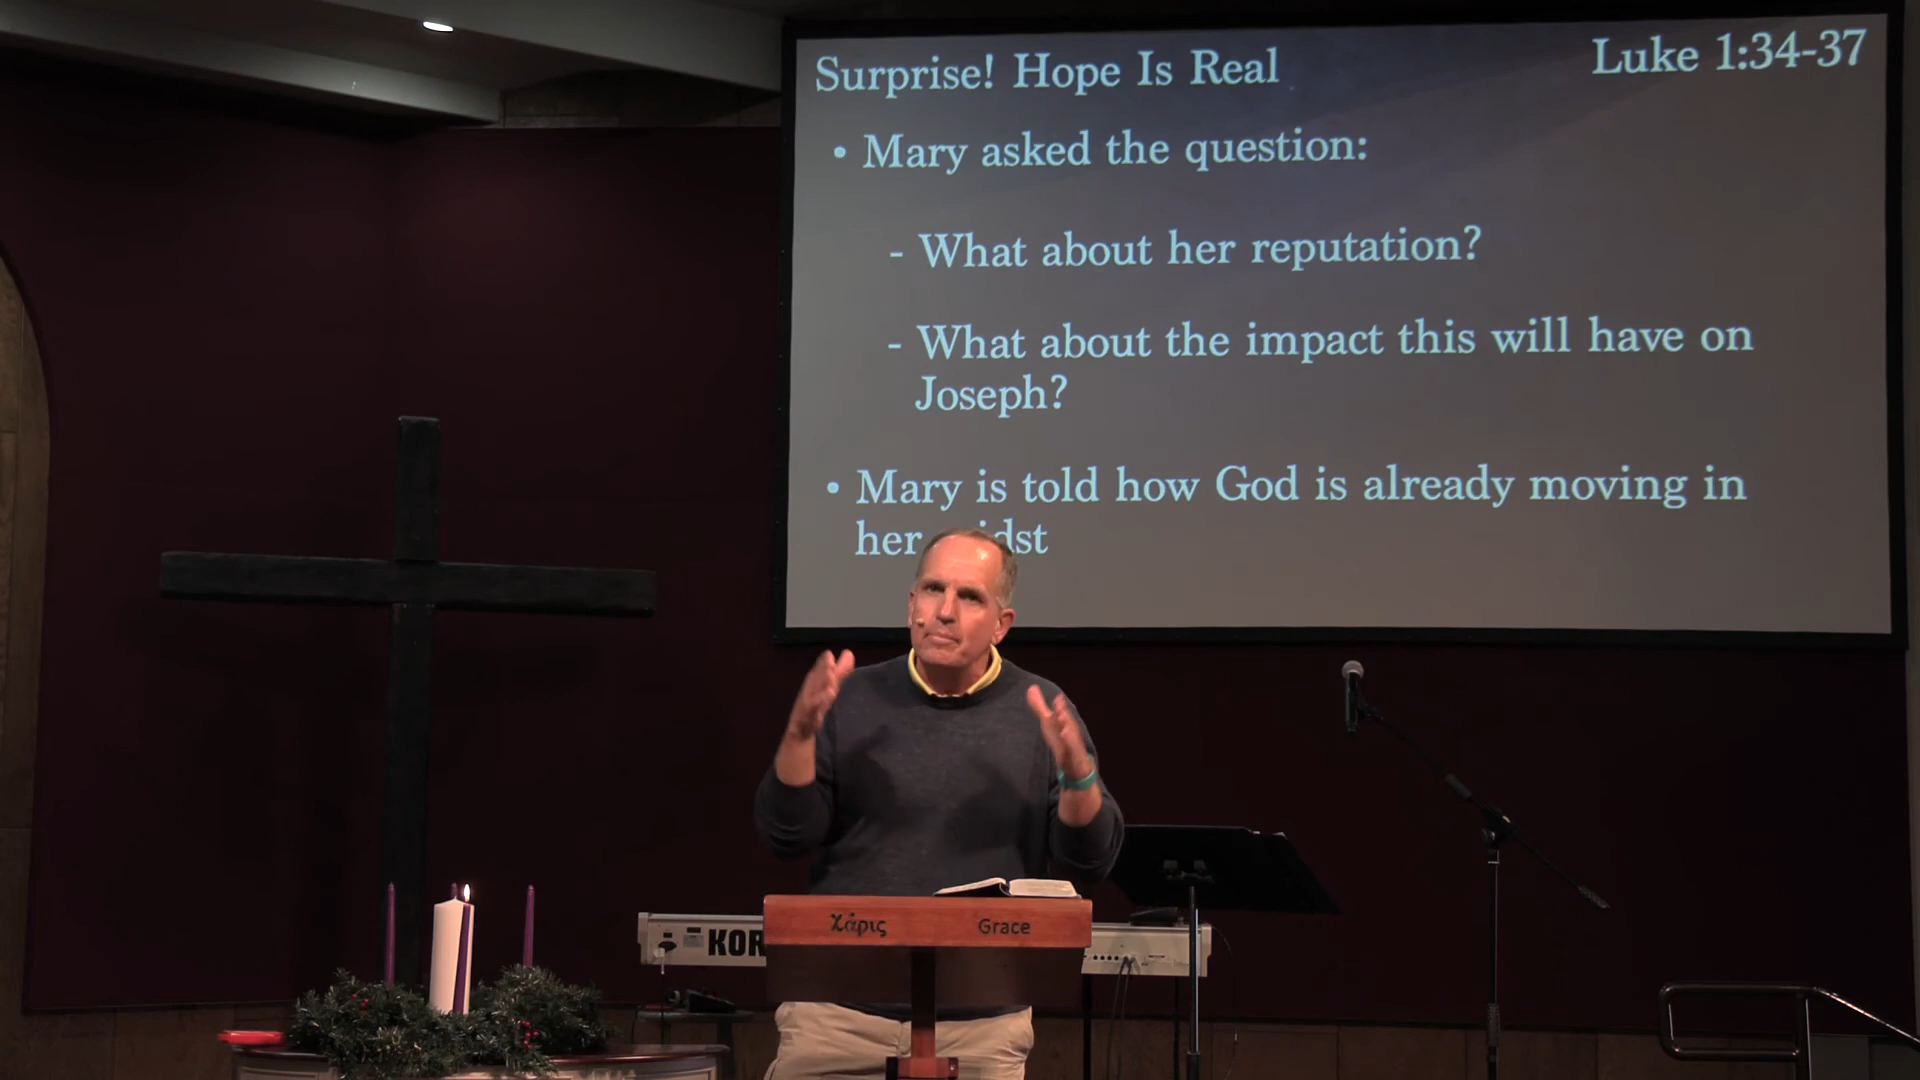 Surprise! Hope Is Real
Luke 1:34-37
• Mary asked the question:
- What about her reputation?
- What about the impact this will have on
Joseph?
• Mary is told how God is already moving in
her
KOR
Χάρις
Grace